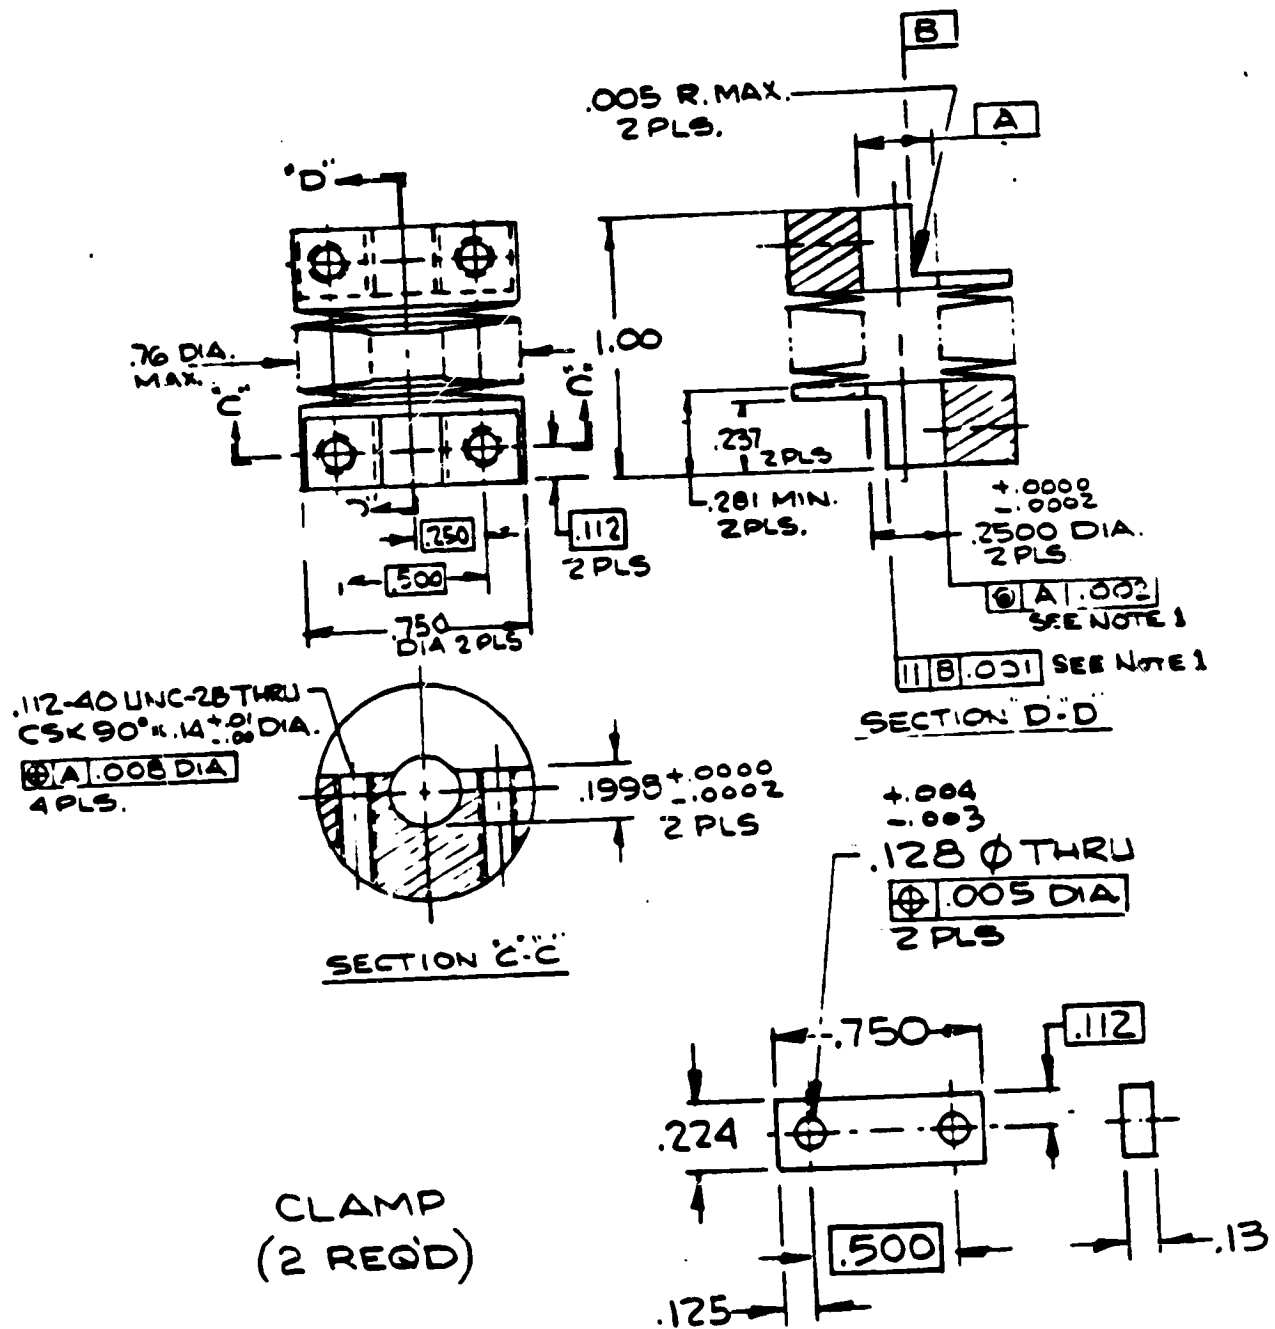 B
.005 R. MAX.
2 PLS.
A
"D"
.76 DIA.
MAX.
"C"
"C"
1.00
.237
2 PLS
.281 MIN.
2 PLS.
+.0000
-.0002
.2500 DIA.
2 PLS
.250
.112
2 PLS
.500
.750
DIA 2 PLS
◎ A .002
SEE NOTE 1
|| B .001 SEE NOTE 1
SECTION "D-D"
.112-40 UNC-2B THRU
CSK 90° x .14 +.01 -.00 DIA.
⌖ A .008 DIA
4 PLS.
.1998 +.0000 -.0002
2 PLS
SECTION "C-C"
+.004
-.003
.128 Ø THRU
⌖ .005 DIA
2 PLS
.750
.112
.224
CLAMP
(2 REQ'D)
.500
.125
.13